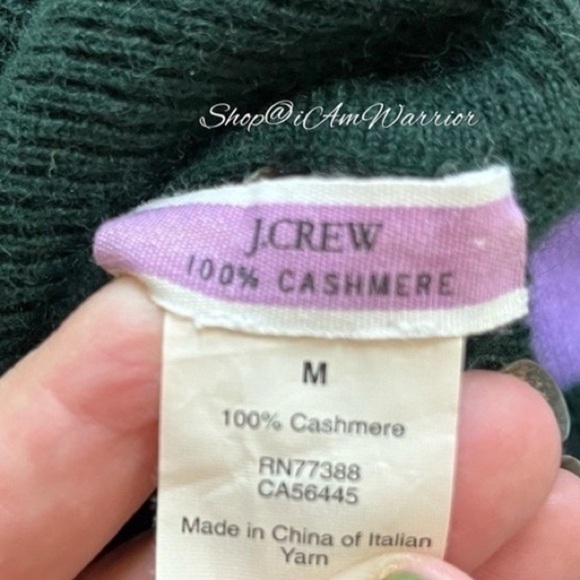 Shop@iAmWarrior
J.CREW
100% CASHMERE
M
100% Cashmere
RN77388
CA56445
Made in China of Italian
Yarn